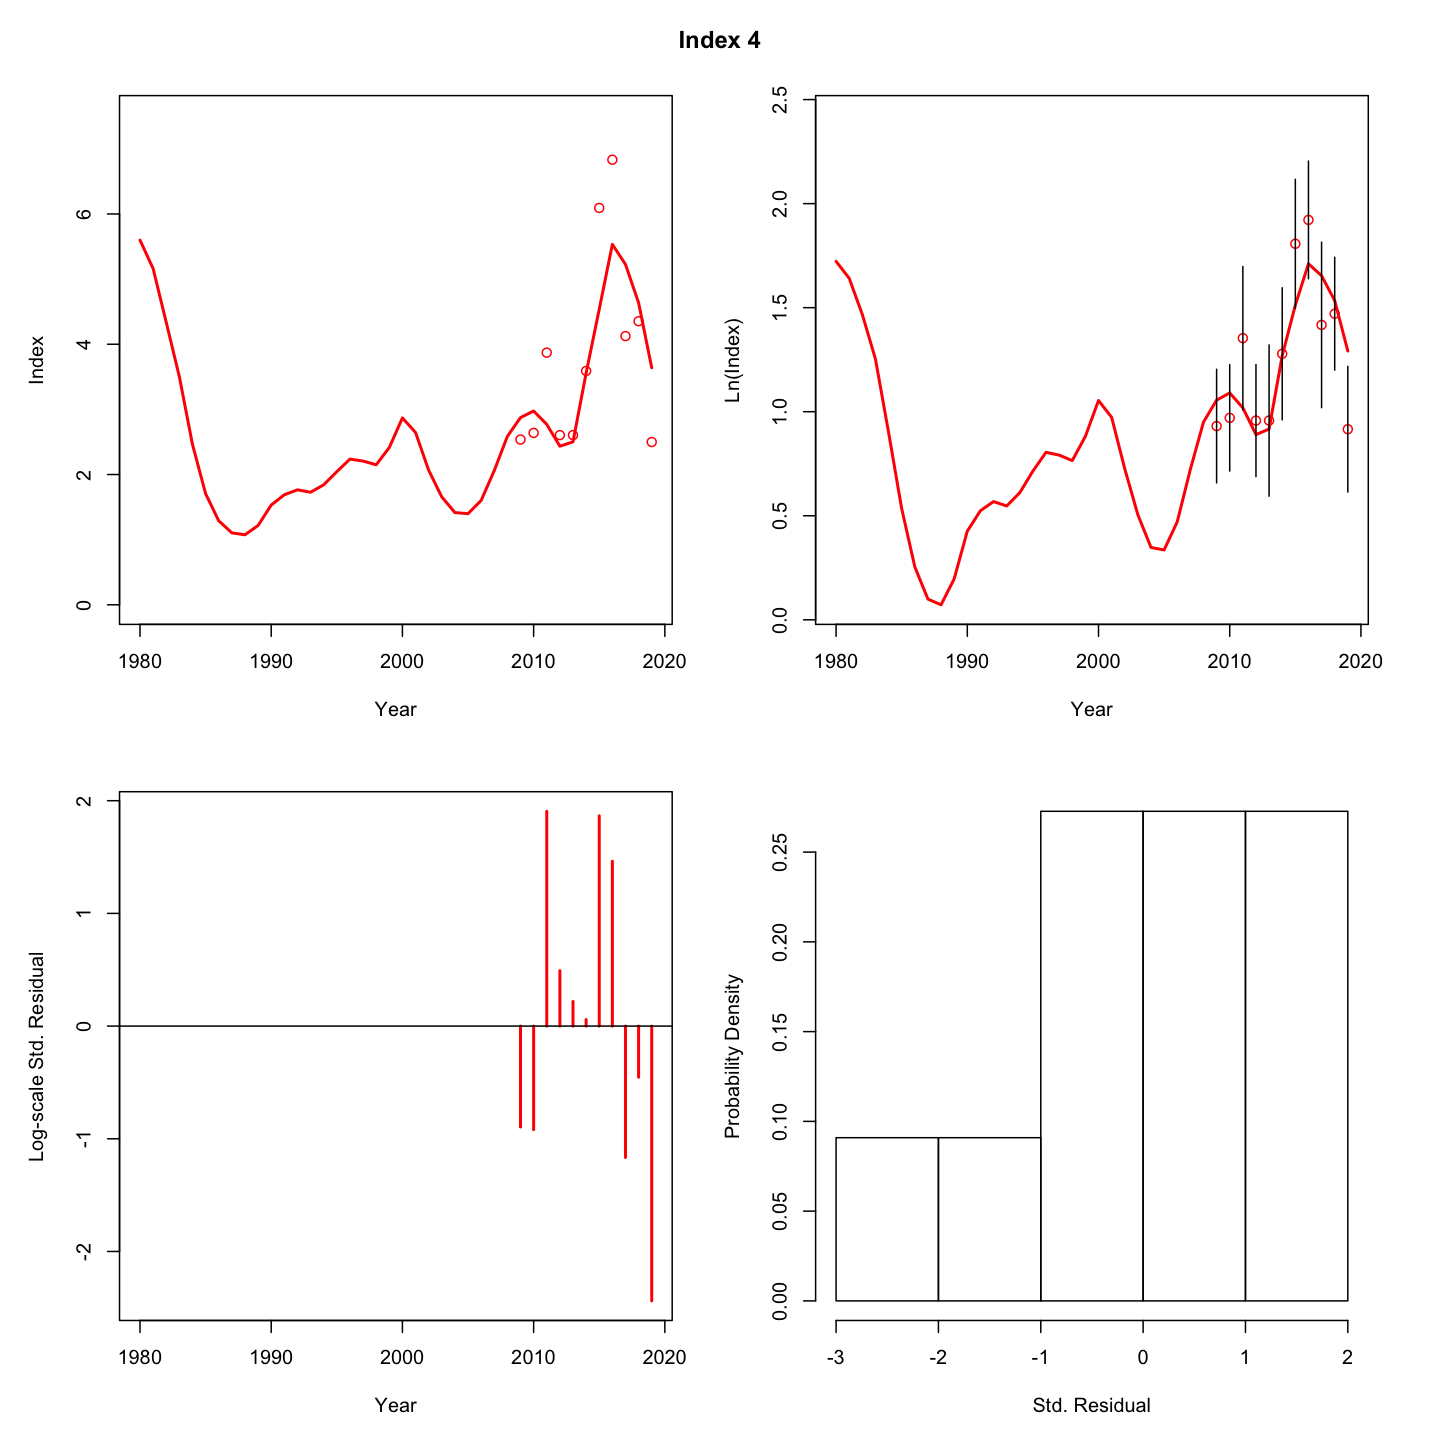 Index 4
Index
6
4
2
0
1980 1990 2000 2010 2020
Year
Ln(Index)
2.5
2.0
1.5
1.0
0.5
0.0
1980 1990 2000 2010 2020
Year
Log-scale Std. Residual
2
1
0
-1
-2
1980 1990 2000 2010 2020
Year
Probability Density
0.25
0.20
0.15
0.10
0.05
0.00
-3 -2 -1 0 1 2
Std. Residual